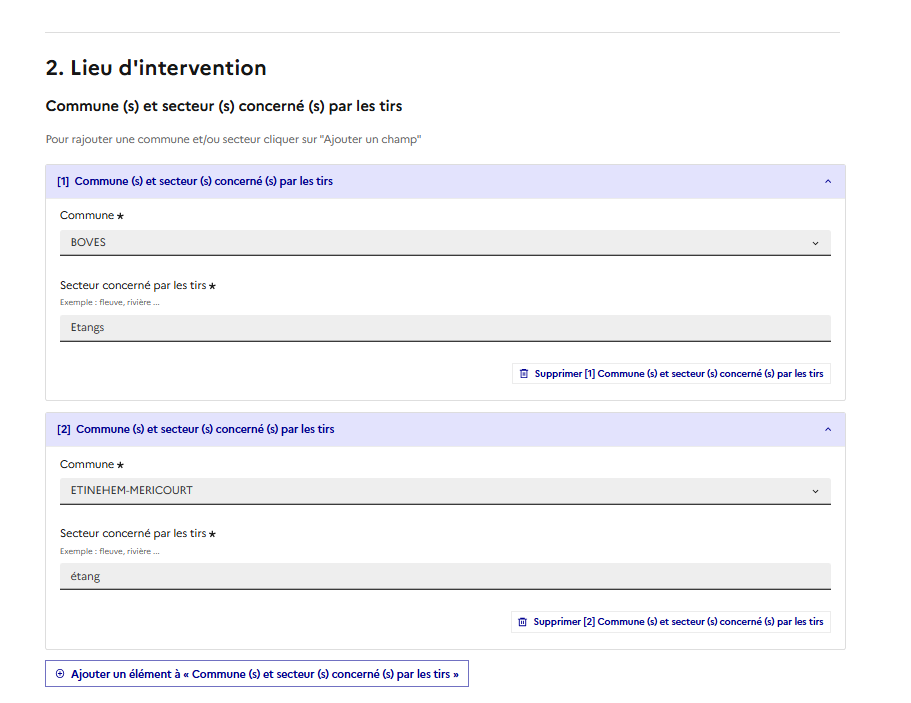 2. Lieu d'intervention
Commune (s) et secteur (s) concerné (s) par les tirs
Pour rajouter une commune et/ou secteur cliquer sur "Ajouter un champ"
[1] Commune (s) et secteur (s) concerné (s) par les tirs
Commune *
BOVES
Secteur concerné par les tirs *
Exemple : fleuve, rivière ...
Etangs
Supprimer [1] Commune (s) et secteur (s) concerné (s) par les tirs
[2] Commune (s) et secteur (s) concerné (s) par les tirs
Commune *
ETINEHEM-MERICOURT
Secteur concerné par les tirs *
Exemple : fleuve, rivière ...
étang
Supprimer [2] Commune (s) et secteur (s) concerné (s) par les tirs
Ajouter un élément à « Commune (s) et secteur (s) concerné (s) par les tirs »